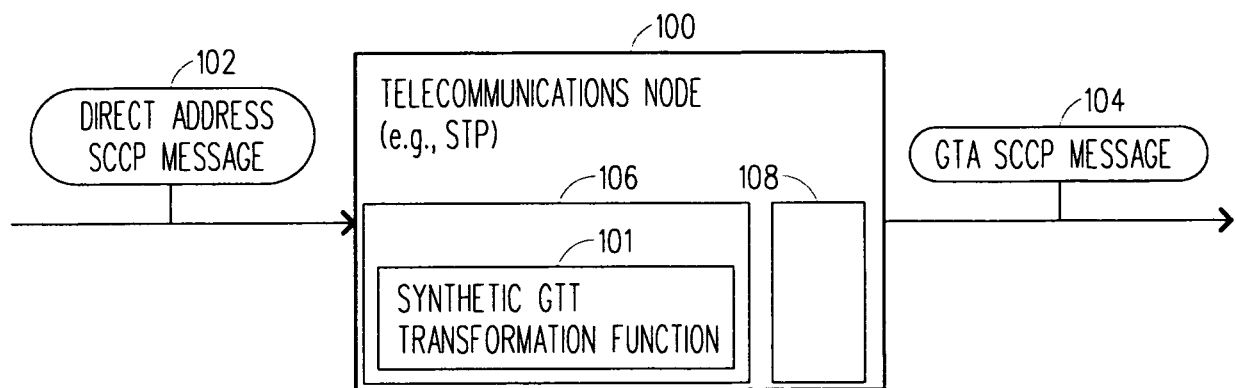 100
102
DIRECT ADDRESS
SCCP MESSAGE
TELECOMMUNICATIONS NODE
(e.g., STP)
104
GTA SCCP MESSAGE
106
108
101
SYNTHETIC GTT
TRANSFORMATION FUNCTION